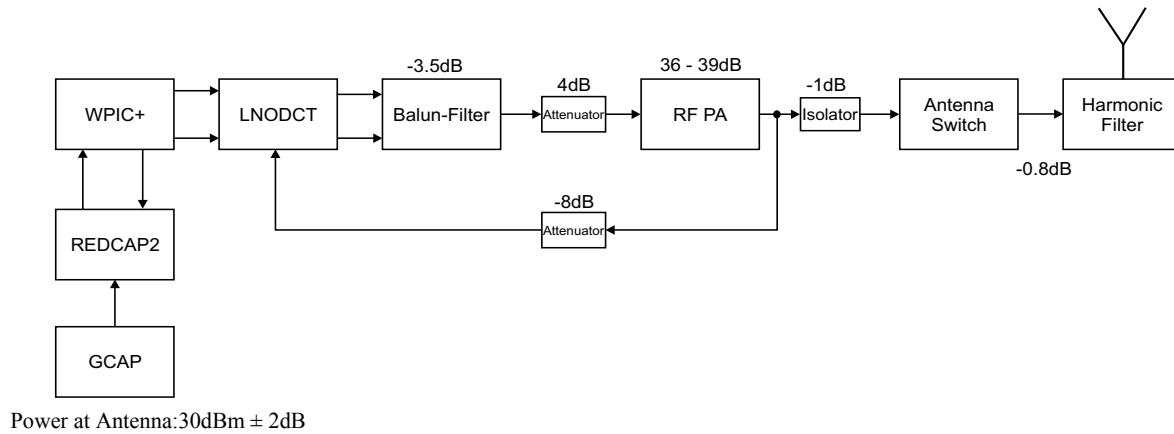 -3.5dB
36 - 39dB
4dB
-1dB
WPIC+
LNODCT
Balun-Filter
Attenuator
RF PA
Isolator
Antenna
Switch
Harmonic
Filter
-0.8dB
-8dB
Attenuator
REDCAP2
GCAP
Power at Antenna:30dBm ± 2dB